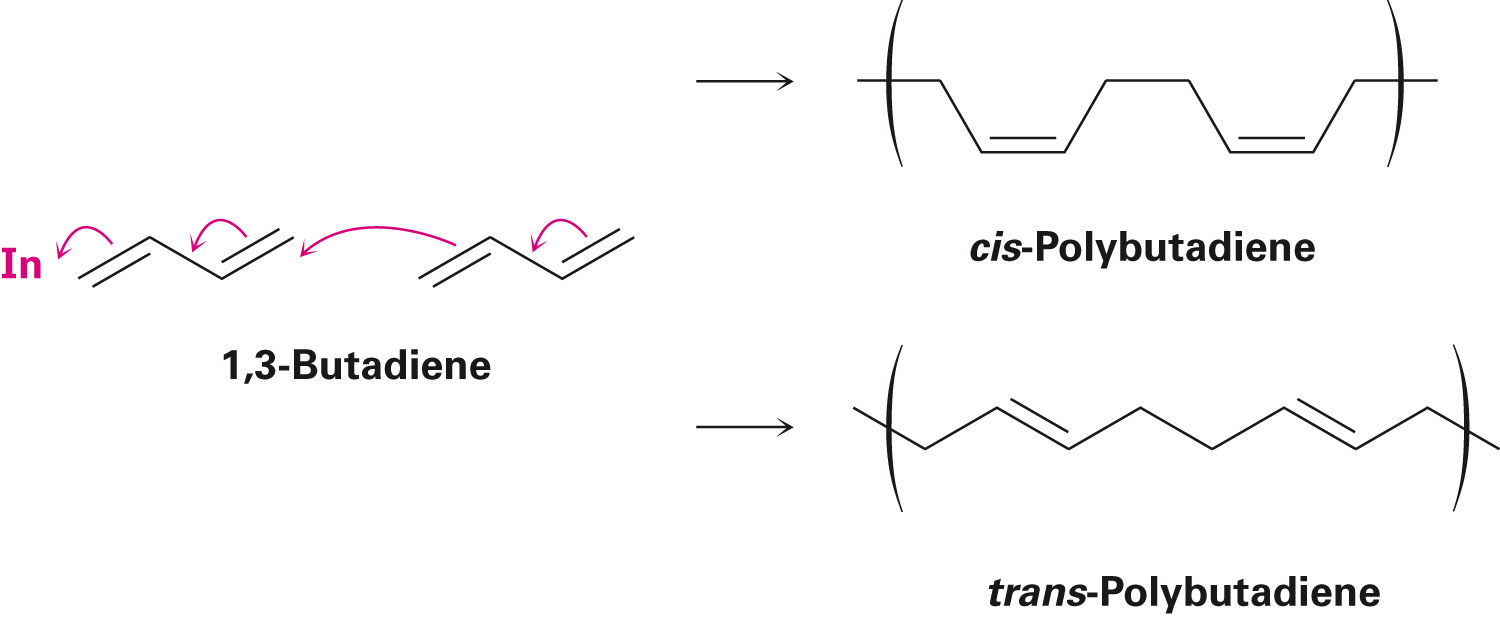 cis-Polybutadiene
In
1,3-Butadiene
trans-Polybutadiene